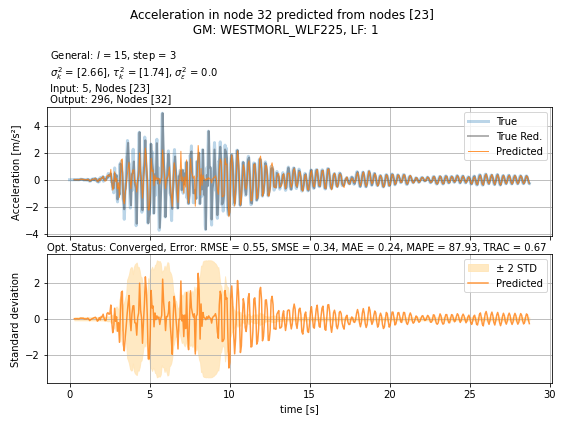 Acceleration in node 32 predicted from nodes [23]
GM: WESTMORL_WLF225, LF: 1
General: l = 15, step = 3
σ²ₖ = [2.66], τ²ₖ = [1.74], σ²ε = 0.0
Input: 5, Nodes [23]
Output: 296, Nodes [32]
Acceleration [m/s²]
4
2
0
−2
−4
True
True Red.
Predicted
Opt. Status: Converged, Error: RMSE = 0.55, SMSE = 0.34, MAE = 0.24, MAPE = 87.93, TRAC = 0.67
Standard deviation
2
0
−2
± 2 STD
Predicted
0 5 10 15 20 25 30
time [s]